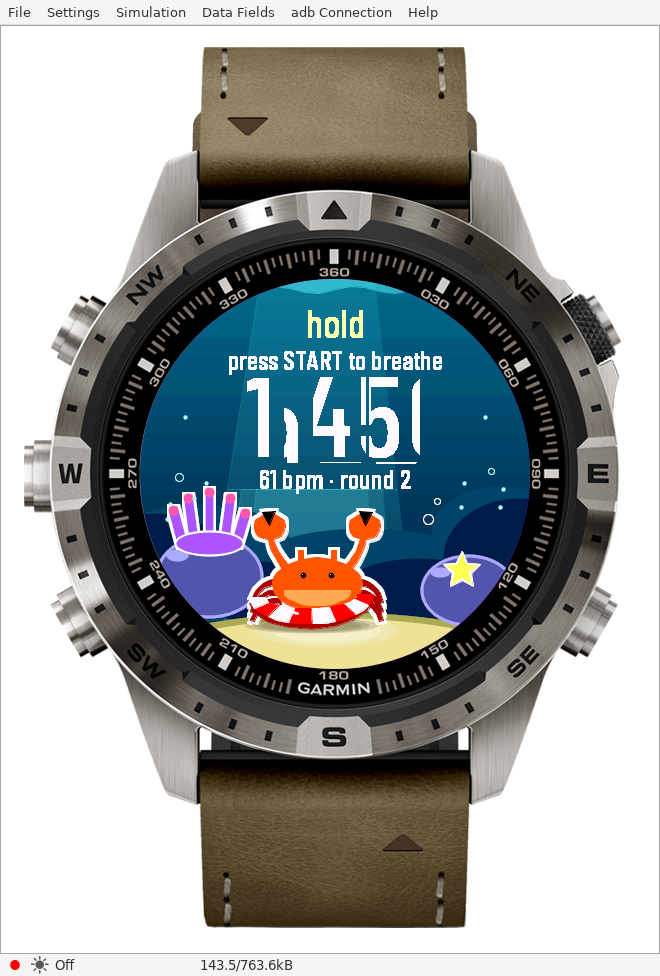 File Settings Simulation Data Fields adb Connection Help
360
330 030
NW NE
300 060
hold
press START to breathe
W 270 090 E
61 bpm · round 2
240 120
210 150
180
GARMIN
SW SE
S
Off 143.5/763.6kB